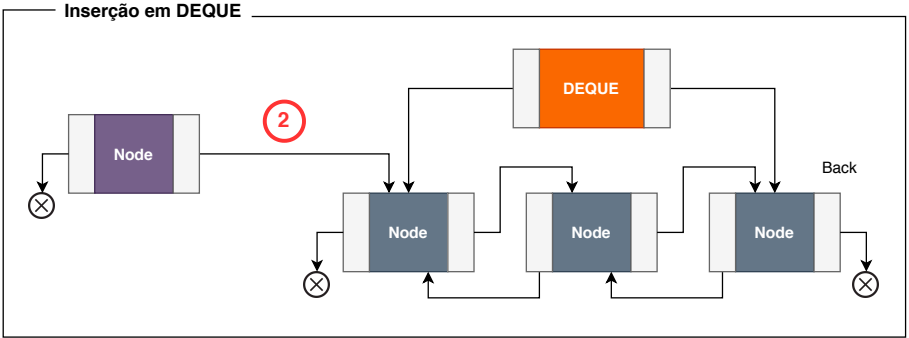 Inserção em DEQUE
DEQUE
2
Node
Back
Node
Node
Node